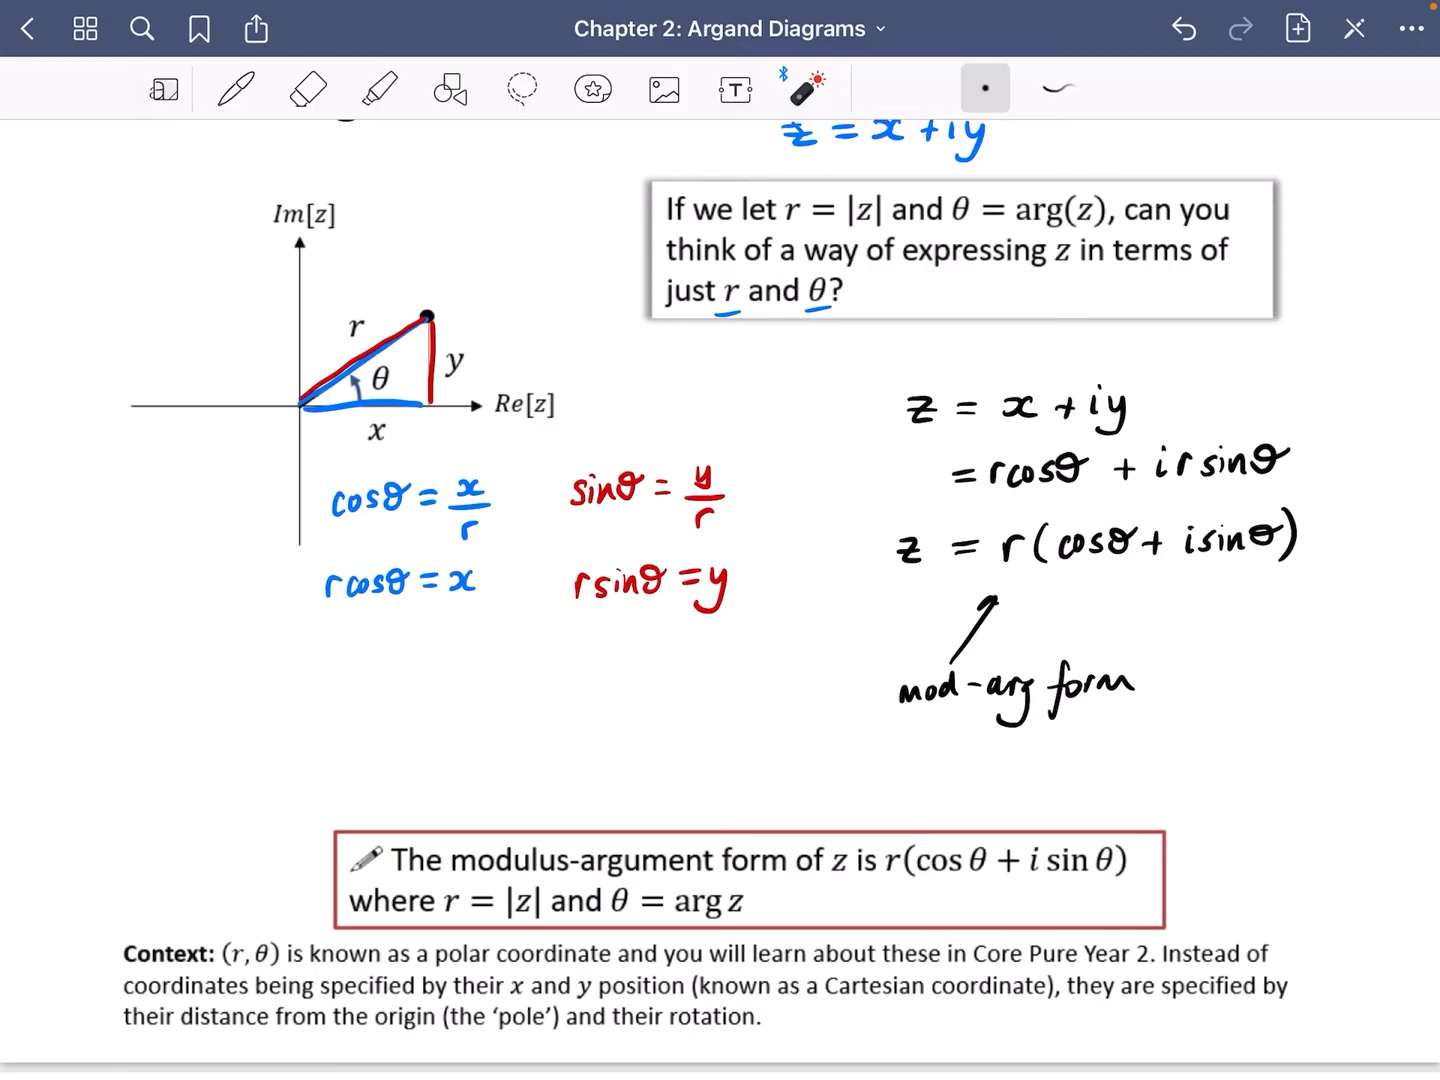 Chapter 2: Argand Diagrams
T
z = x + iy
If we let r = |z| and θ = arg(z), can you
think of a way of expressing z in terms of
just r and θ?
Im[z]
r
θ
y
Re[z]
x
cosθ = x/r
rcosθ = x
sinθ = y/r
rsinθ = y
z = x + iy
= rcosθ + irsinθ
z = r(cosθ + isinθ)
mod-arg form
The modulus-argument form of z is r(cos θ + i sin θ)
where r = |z| and θ = arg z
Context: (r, θ) is known as a polar coordinate and you will learn about these in Core Pure Year 2. Instead of
coordinates being specified by their x and y position (known as a Cartesian coordinate), they are specified by
their distance from the origin (the ‘pole’) and their rotation.